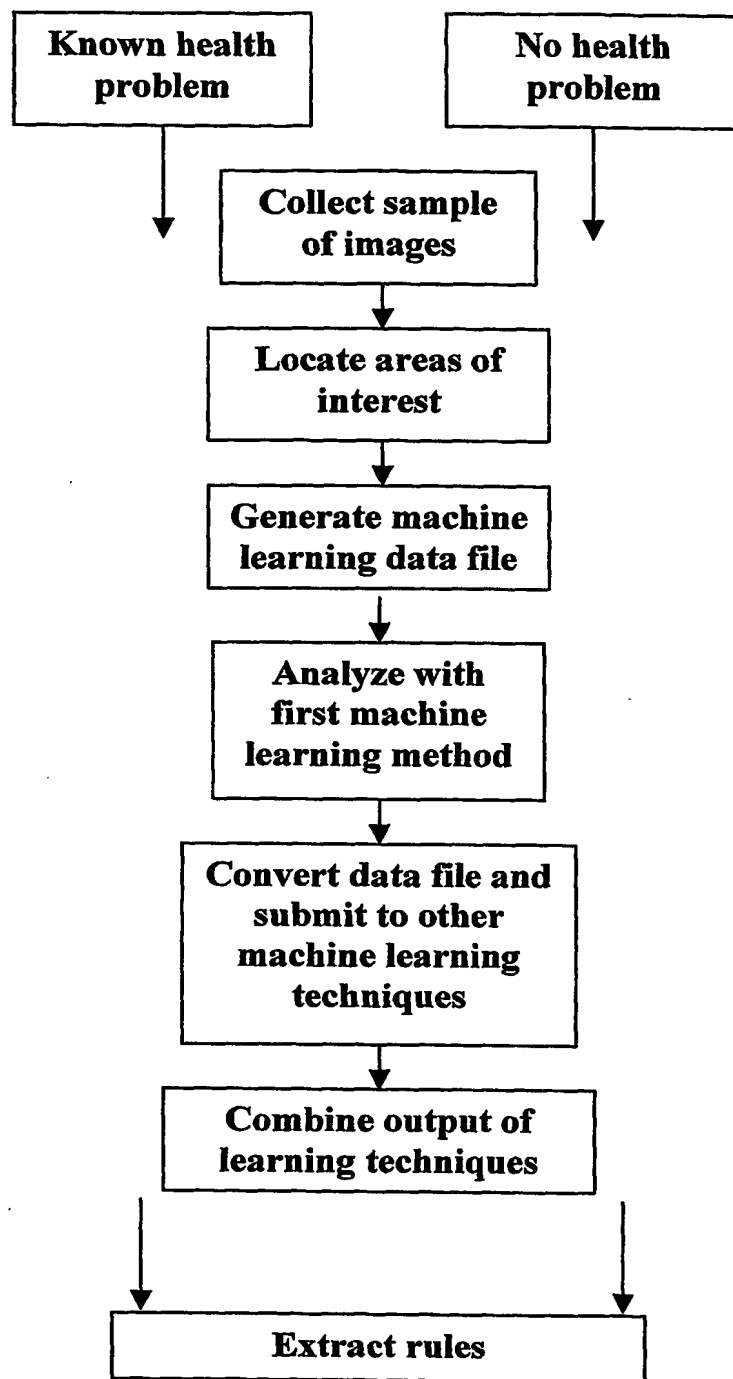 Known health
problem
No health
problem
Collect sample
of images
Locate areas of
interest
Generate machine
learning data file
Analyze with
first machine
learning method
Convert data file and
submit to other
machine learning
techniques
Combine output of
learning techniques
Extract rules